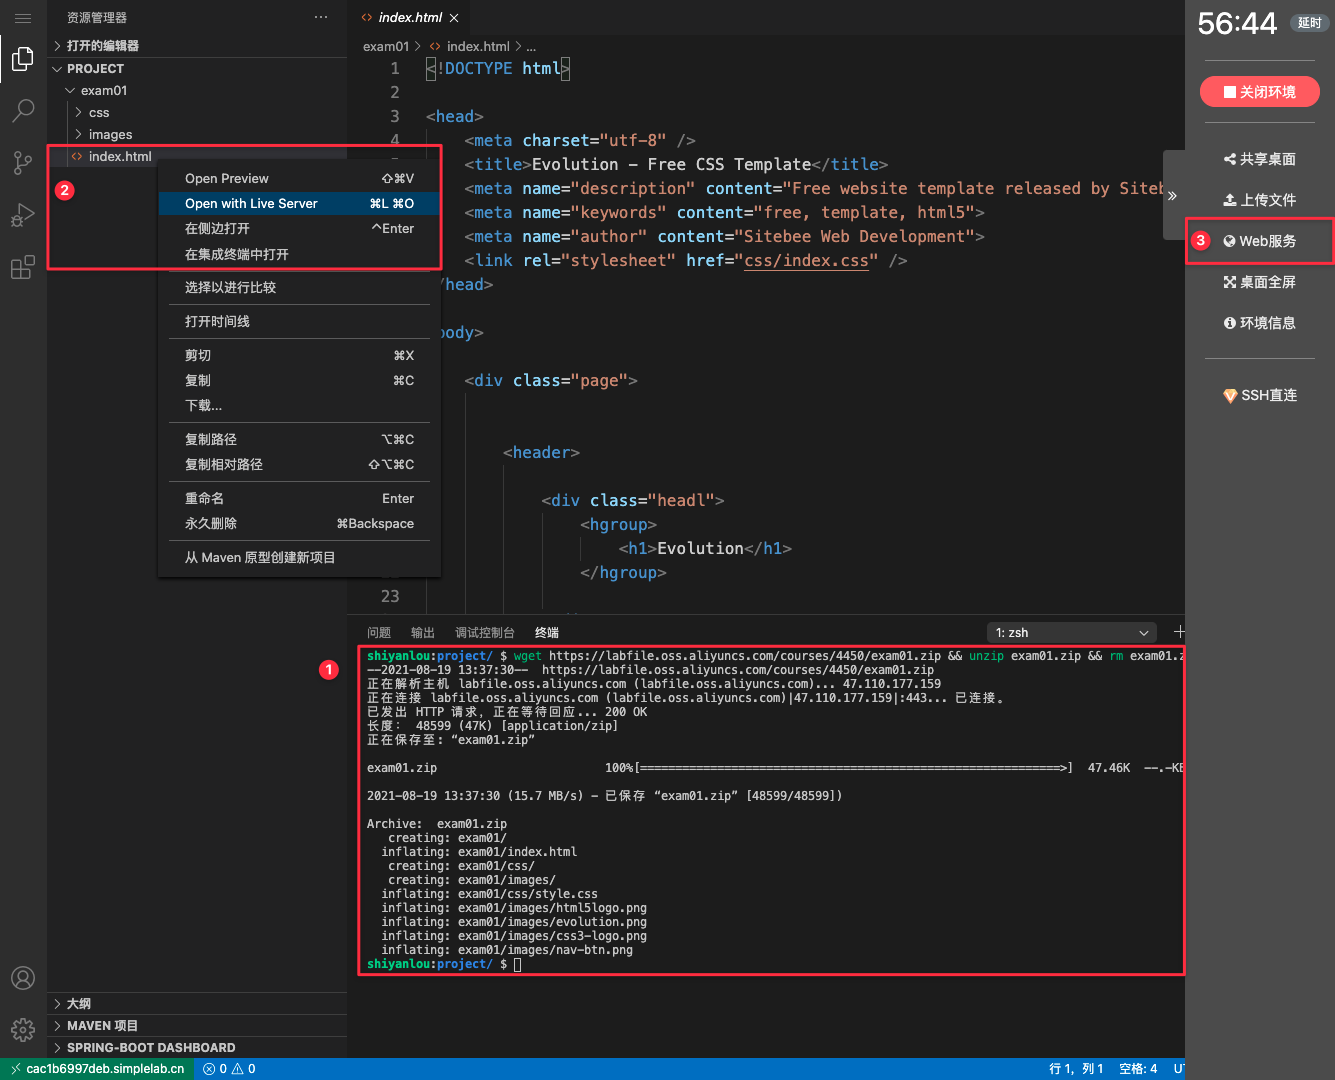 资源管理器
打开的编辑器
PROJECT
exam01
css
images
index.html
2
Open Preview ⇧⌘V
Open with Live Server ⌘L ⌘O
在侧边打开 ^Enter
在集成终端中打开
选择以进行比较
打开时间线
剪切 ⌘X
复制 ⌘C
下载...
复制路径 ⌥⌘C
复制相对路径 ⇧⌥⌘C
重命名 Enter
永久删除 ⌘Backspace
从 Maven 原型创建新项目
大纲
MAVEN 项目
SPRING-BOOT DASHBOARD
index.html
exam01 > index.html > ...
1 <!DOCTYPE html>
2
3 <head>
4 <meta charset="utf-8" />
<title>Evolution - Free CSS Template</title>
<meta name="description" content="Free website template released by Siteb
<meta name="keywords" content="free, template, html5">
<meta name="author" content="Sitebee Web Development">
<link rel="stylesheet" href="css/index.css" />
/head>
body>
<div class="page">
<header>
<div class="headl">
<hgroup>
<h1>Evolution</h1>
</hgroup>
23
问题 输出 调试控制台 终端
1: zsh
1
shiyanlou:project/ $ wget https://labfile.oss.aliyuncs.com/courses/4450/exam01.zip && unzip exam01.zip && rm exam01.z
--2021-08-19 13:37:30-- https://labfile.oss.aliyuncs.com/courses/4450/exam01.zip
正在解析主机 labfile.oss.aliyuncs.com (labfile.oss.aliyuncs.com)... 47.110.177.159
正在连接 labfile.oss.aliyuncs.com (labfile.oss.aliyuncs.com)|47.110.177.159|:443... 已连接。
已发出 HTTP 请求，正在等待回应... 200 OK
长度： 48599 (47K) [application/zip]
正在保存至: “exam01.zip”
exam01.zip 100%[============================================================>] 47.46K --.-KB
2021-08-19 13:37:30 (15.7 MB/s) - 已保存 “exam01.zip” [48599/48599])
Archive: exam01.zip
creating: exam01/
inflating: exam01/index.html
creating: exam01/css/
creating: exam01/images/
inflating: exam01/css/style.css
inflating: exam01/images/html5logo.png
inflating: exam01/images/evolution.png
inflating: exam01/images/css3-logo.png
inflating: exam01/images/nav-btn.png
shiyanlou:project/ $
56:44 延时
关闭环境
共享桌面
上传文件
3 Web服务
桌面全屏
环境信息
SSH直连
cac1b6997deb.simplelab.cn 0 0 行 1，列 1 空格: 4 UT